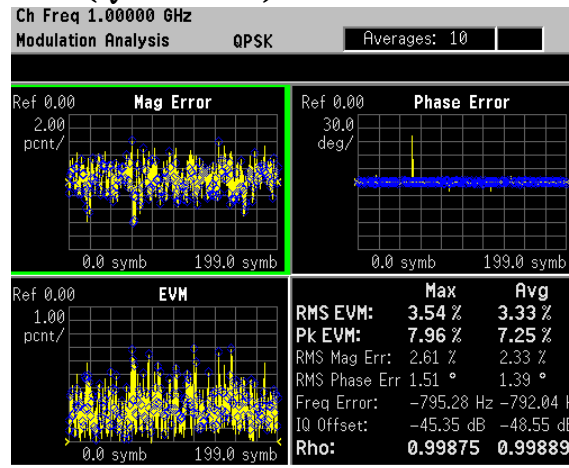 Ch Freq 1.00000 GHz
Modulation Analysis QPSK Averages: 10
Ref 0.00 Mag Error
2.00
pcnt/
0.0 symb 199.0 symb
Ref 0.00 Phase Error
30.0
deg/
0.0 symb 199.0 symb
Ref 0.00 EVM
1.00
pcnt/
0.0 symb 199.0 symb
Max Avg
RMS EVM: 3.54 % 3.33 %
Pk EVM: 7.96 % 7.25 %
RMS Mag Err: 2.61 % 2.33 %
RMS Phase Err 1.51 ° 1.39 °
Freq Error: -795.28 Hz -792.04 H
IQ Offset: -45.35 dB -48.55 dB
Rho: 0.99875 0.99889